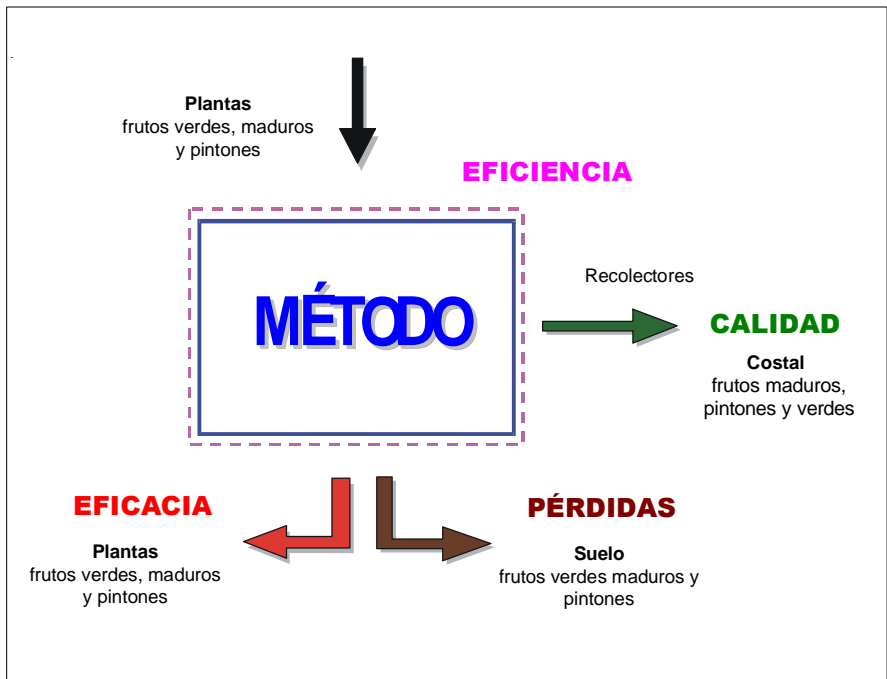 Plantas
frutos verdes, maduros
y pintones
EFICIENCIA
MÉTODO
Recolectores
CALIDAD
Costal
frutos maduros,
pintones y verdes
EFICACIA
Plantas
frutos verdes, maduros
y pintones
PÉRDIDAS
Suelo
frutos verdes maduros y
pintones